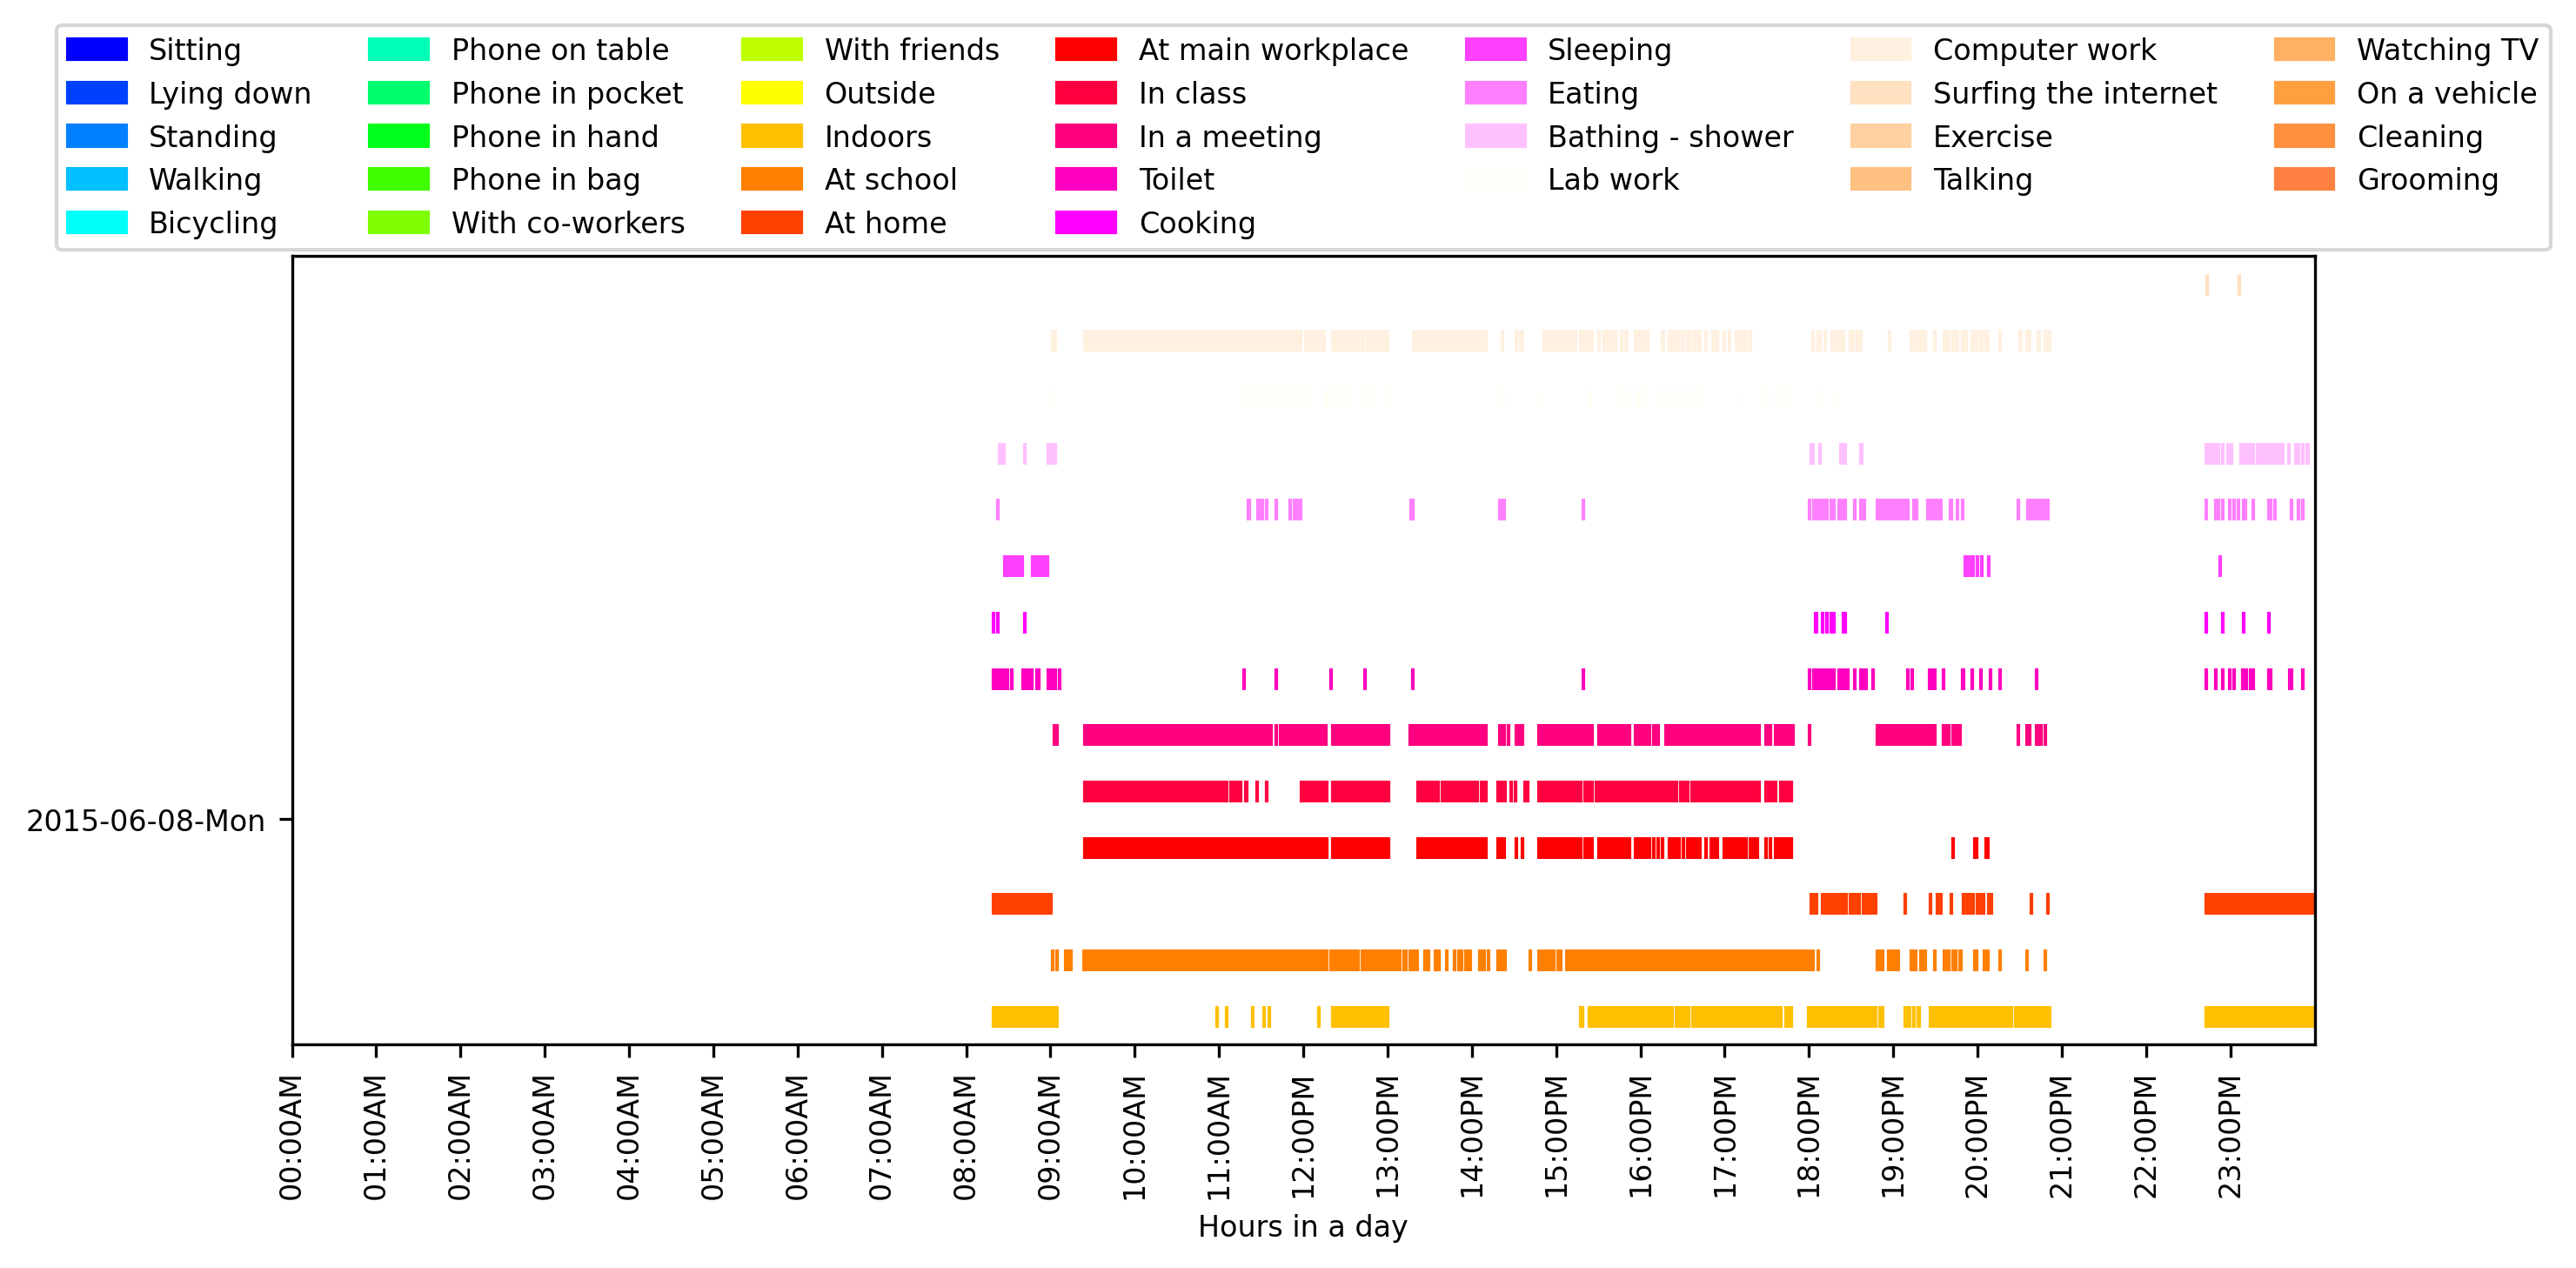 Sitting
Lying down
Standing
Walking
Bicycling
Phone on table
Phone in pocket
Phone in hand
Phone in bag
With co-workers
With friends
Outside
Indoors
At school
At home
At main workplace
In class
In a meeting
Toilet
Cooking
Sleeping
Eating
Bathing - shower
Lab work
Computer work
Surfing the internet
Exercise
Talking
Watching TV
On a vehicle
Cleaning
Grooming
2015-06-08-Mon
00:00AM
01:00AM
02:00AM
03:00AM
04:00AM
05:00AM
06:00AM
07:00AM
08:00AM
09:00AM
10:00AM
11:00AM
12:00PM
13:00PM
14:00PM
15:00PM
16:00PM
17:00PM
18:00PM
19:00PM
20:00PM
21:00PM
22:00PM
23:00PM
Hours in a day